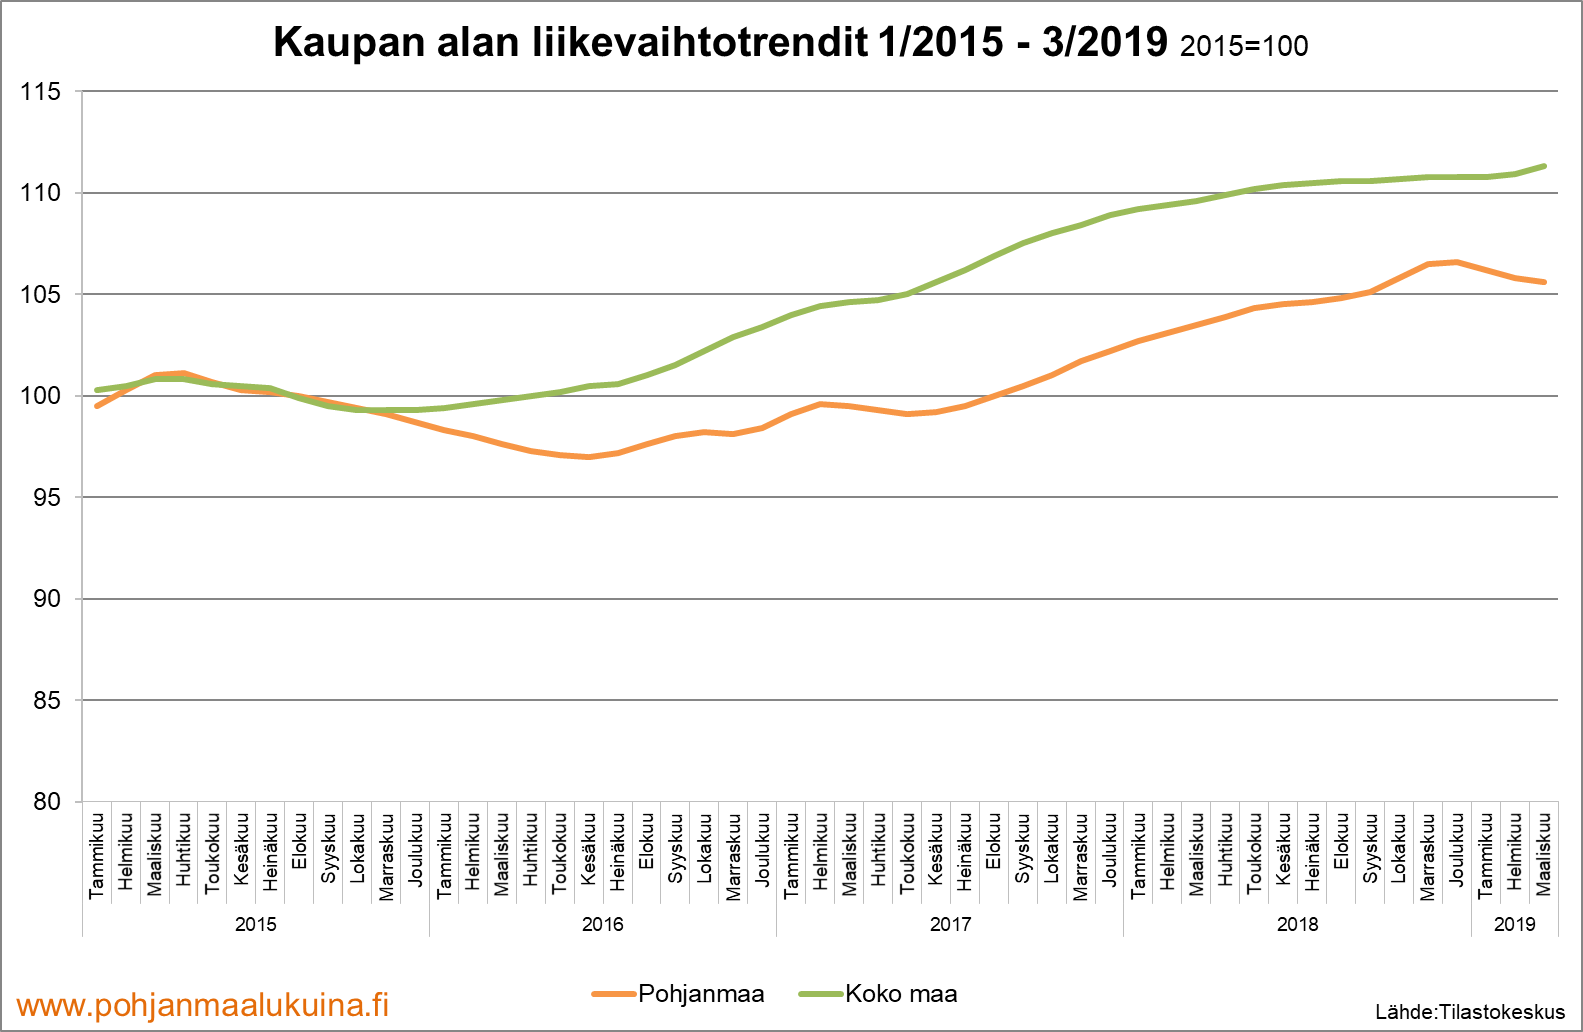 Kaupan alan liikevaihtotrendit 1/2015 - 3/2019 2015=100
115
110
105
100
95
90
85
80
Tammikuu
Helmikuu
Maaliskuu
Huhtikuu
Toukokuu
Kesäkuu
Heinäkuu
Elokuu
Syyskuu
Lokakuu
Marraskuu
Joulukuu
Tammikuu
Helmikuu
Maaliskuu
Huhtikuu
Toukokuu
Kesäkuu
Heinäkuu
Elokuu
Syyskuu
Lokakuu
Marraskuu
Joulukuu
Tammikuu
Helmikuu
Maaliskuu
Huhtikuu
Toukokuu
Kesäkuu
Heinäkuu
Elokuu
Syyskuu
Lokakuu
Marraskuu
Joulukuu
Tammikuu
Helmikuu
Maaliskuu
Huhtikuu
Toukokuu
Kesäkuu
Heinäkuu
Elokuu
Syyskuu
Lokakuu
Marraskuu
Joulukuu
Tammikuu
Helmikuu
Maaliskuu
2015 2016 2017 2018 2019
Pohjanmaa Koko maa
www.pohjanmaalukuina.fi
Lähde:Tilastokeskus